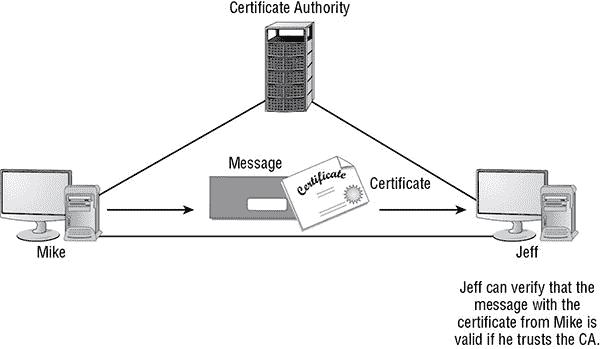 Certificate Authority
Message
Certificate
Certificate
Mike
Jeff
Jeff can verify that the
message with the
certificate from Mike is
valid if he trusts the CA.